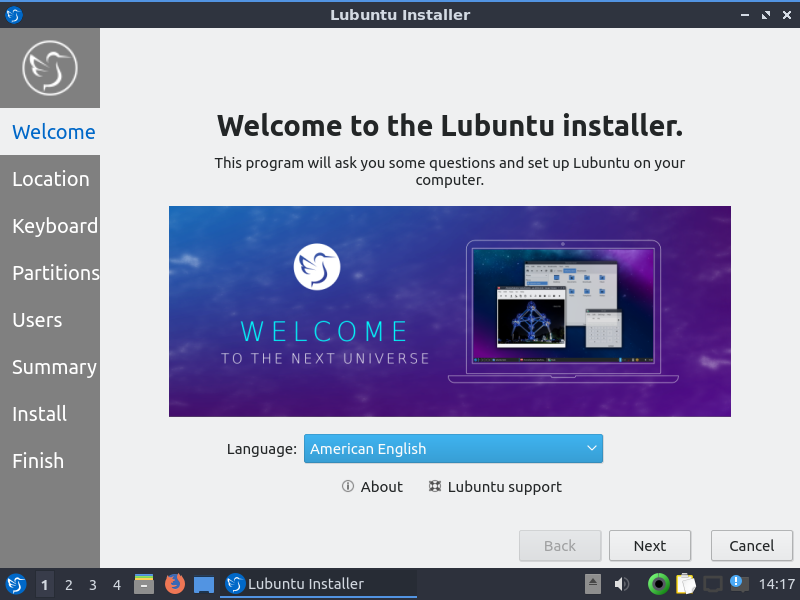 Lubuntu Installer
Welcome
Location
Keyboard
Partitions
Users
Summary
Install
Finish
Welcome to the Lubuntu installer.
This program will ask you some questions and set up Lubuntu on your
computer.
WELCOME
TO THE NEXT UNIVERSE
Language: American English
About Lubuntu support
Back Next Cancel
1 2 3 4 Lubuntu Installer 14:17